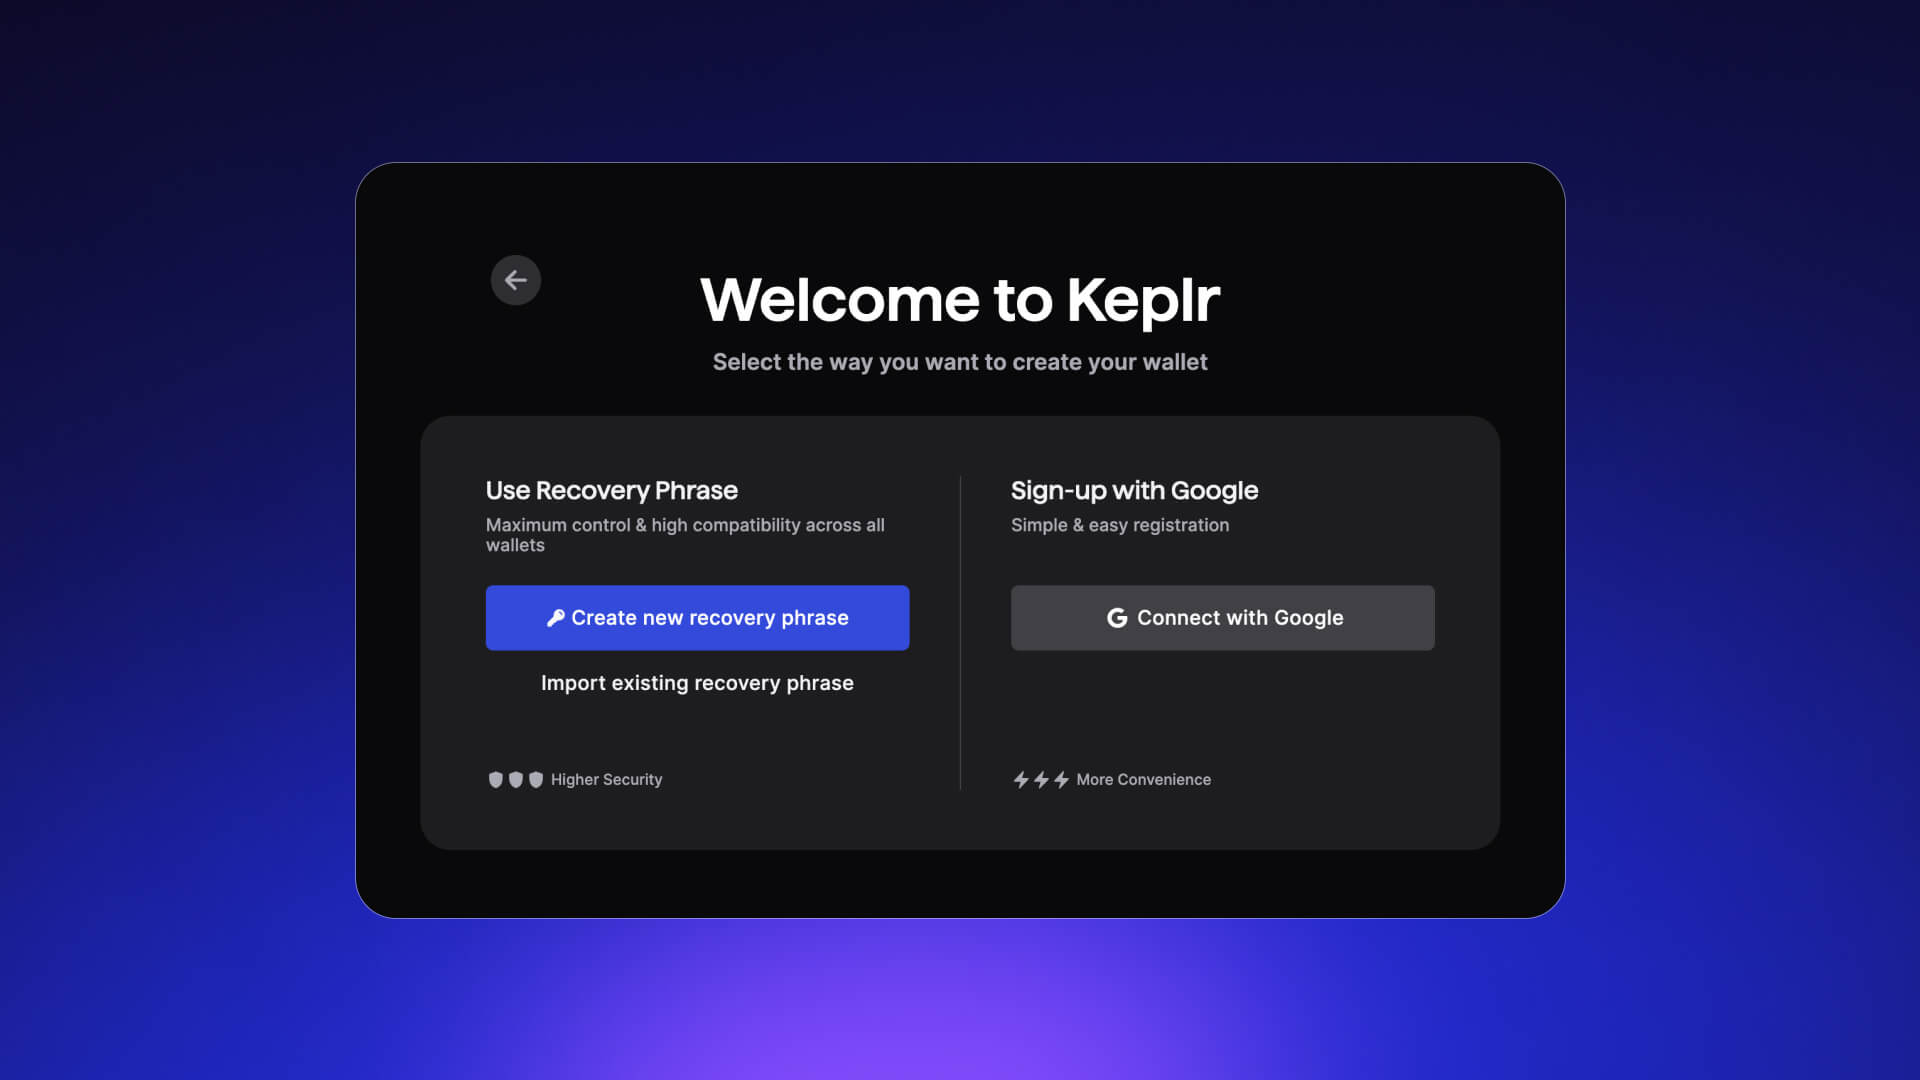 Welcome to Keplr
Select the way you want to create your wallet
Use Recovery Phrase
Maximum control & high compatibility across all
wallets
Create new recovery phrase
Import existing recovery phrase
Higher Security
Sign-up with Google
Simple & easy registration
Connect with Google
More Convenience